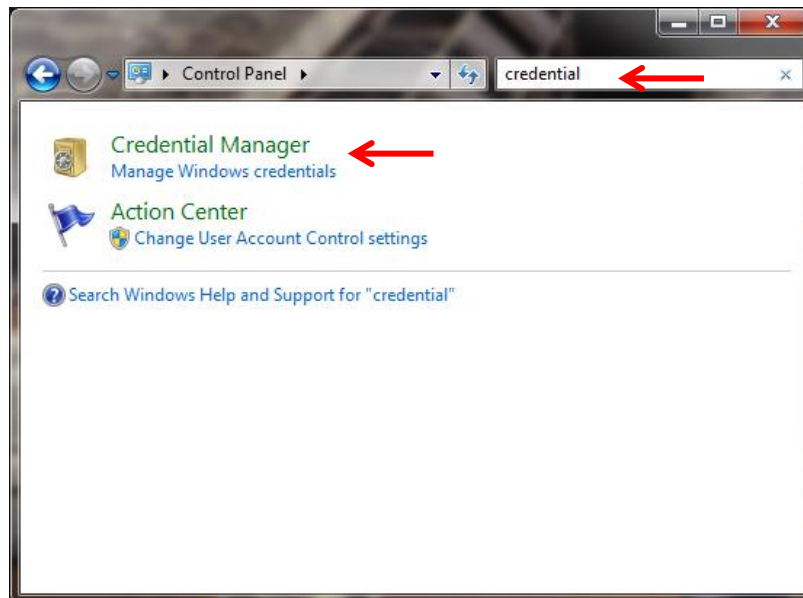 Control Panel
credential
Credential Manager
Manage Windows credentials
Action Center
Change User Account Control settings
Search Windows Help and Support for "credential"